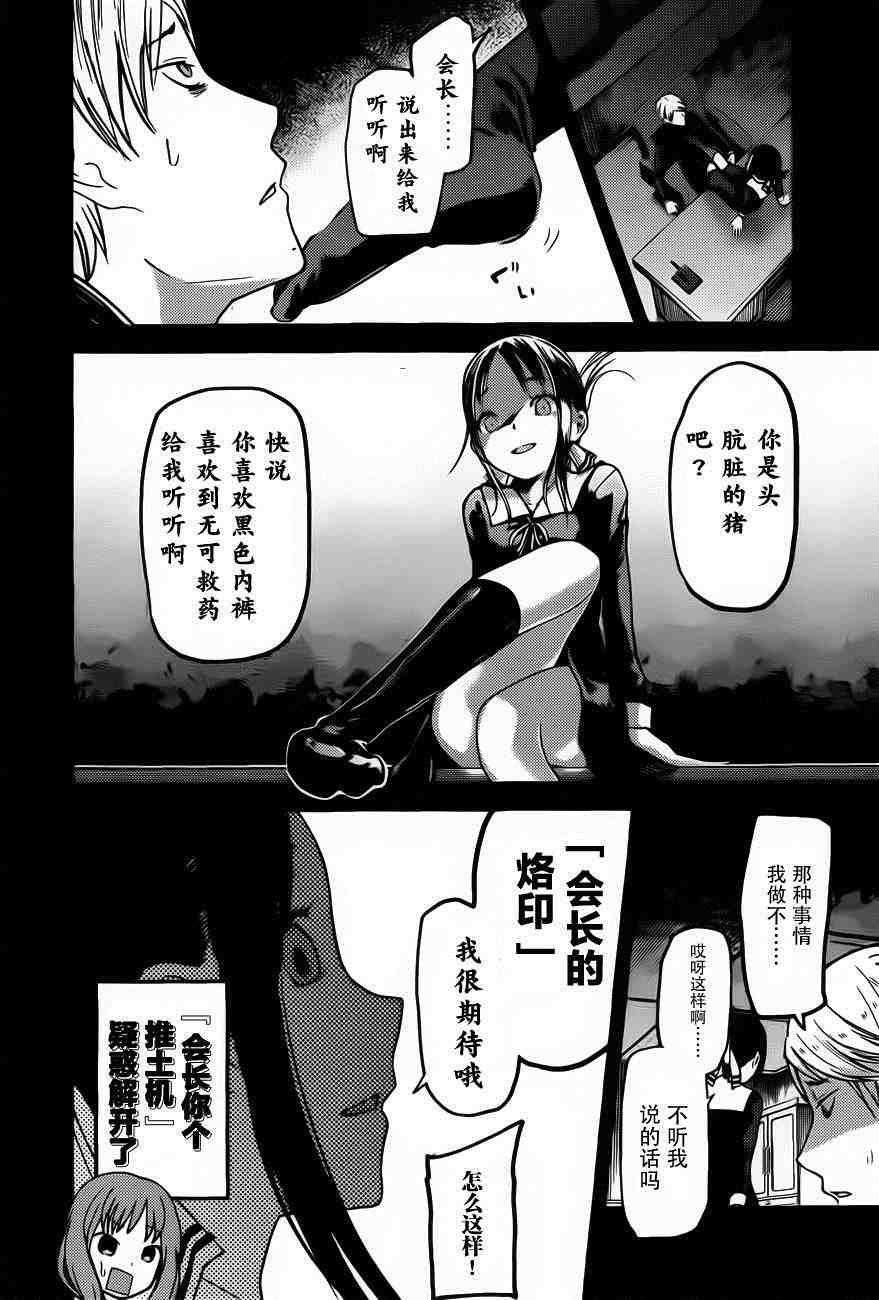 会长……
说出来给我
听听啊
ぐい
你是头
肮脏的猪
吧？
快说
你喜欢黑色内裤
喜欢到无可救药
给我听听啊
那种事情
我做不……
哎呀这样啊……
不听我
说的话吗
「会长的
烙印」
我很期待哦
怎么这样！
『会长你个
推土机』
疑惑解开了